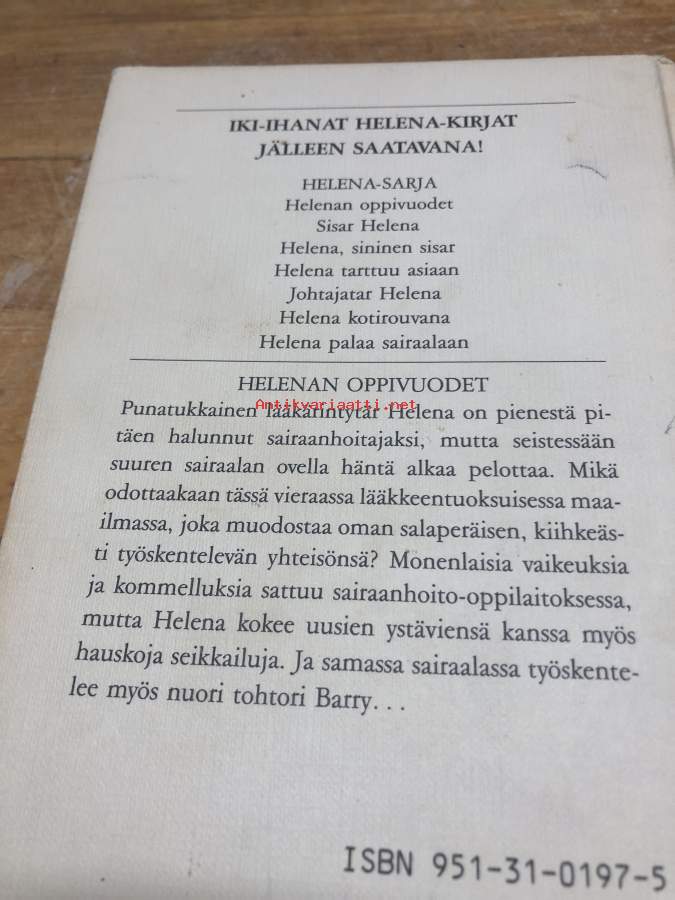 IKI-IHANAT HELENA-KIRJAT
JÄLLEEN SAATAVANA!
HELENA-SARJA
Helenan oppivuodet
Sisar Helena
Helena, sininen sisar
Helena tarttuu asiaan
Johtajatar Helena
Helena kotirouvana
Helena palaa sairaalaan
HELENAN OPPIVUODET
Antikvariaatti.net
Punatukkainen lääkärintytär Helena on pienestä pi-
täen halunnut sairaanhoitajaksi, mutta seistessään
suuren sairaalan ovella häntä alkaa pelottaa. Mikä
odottaakaan tässä vieraassa lääkkeentuoksuisessa maa-
ilmassa, joka muodostaa oman salaperäisen, kiihkeäs-
ti työskentelevän yhteisönsä? Monenlaisia vaikeuksia
ja kommelluksia sattuu sairaanhoito-oppilaitoksessa,
mutta Helena kokee uusien ystäviensä kanssa myös
hauskoja seikkailuja. Ja samassa sairaalassa työskente-
lee myös nuori tohtori Barry...
ISBN 951-31-0197-5